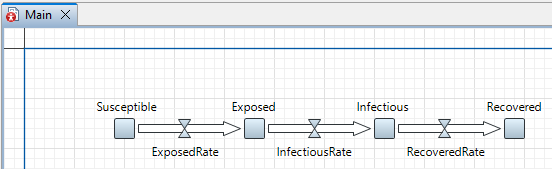 Main
Susceptible Exposed Infectious Recovered
ExposedRate InfectiousRate RecoveredRate